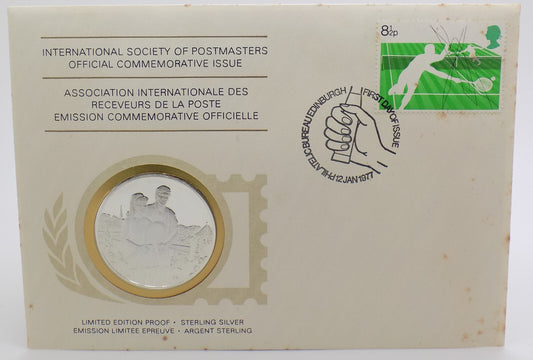 INTERNATIONAL SOCIETY OF POSTMASTERS
OFFICIAL COMMEMORATIVE ISSUE
ASSOCIATION INTERNATIONALE DES
RECEVEURS DE LA POSTE
EMISSION COMMEMORATIVE OFFICIELLE
8½p
PHILATELIC BUREAU EDINBURGH FIRST DAY OF ISSUE
12 JAN 1977
LIMITED EDITION PROOF • STERLING SILVER
EMISSION LIMITEE EPREUVE • ARGENT STERLING